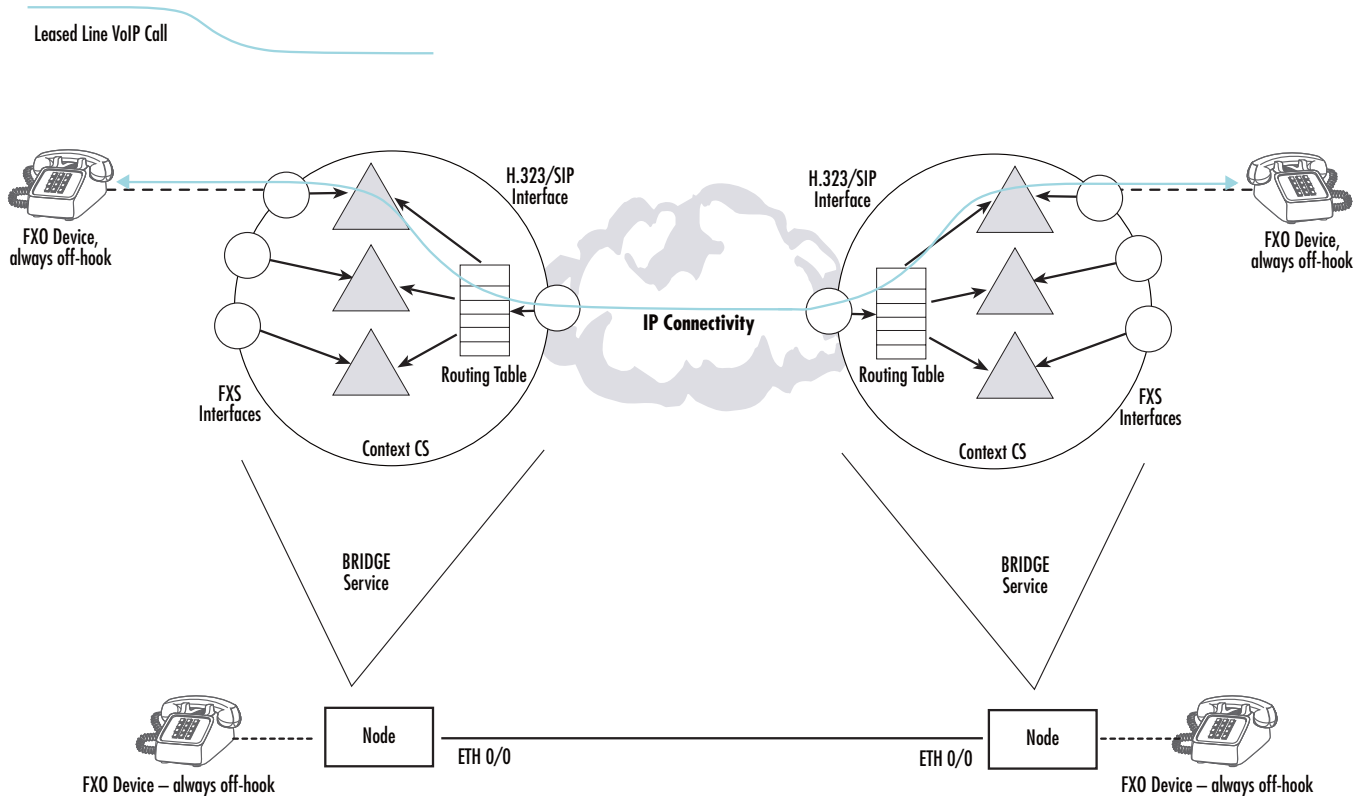 Leased Line VoIP Call
H.323/SIP
Interface
H.323/SIP
Interface
FXO Device,
always off-hook
FXO Device,
always off-hook
IP Connectivity
Routing Table
Routing Table
FXS
Interfaces
FXS
Interfaces
Context CS
Context CS
BRIDGE
Service
BRIDGE
Service
Node
Node
ETH 0/0
ETH 0/0
FXO Device – always off-hook
FXO Device – always off-hook